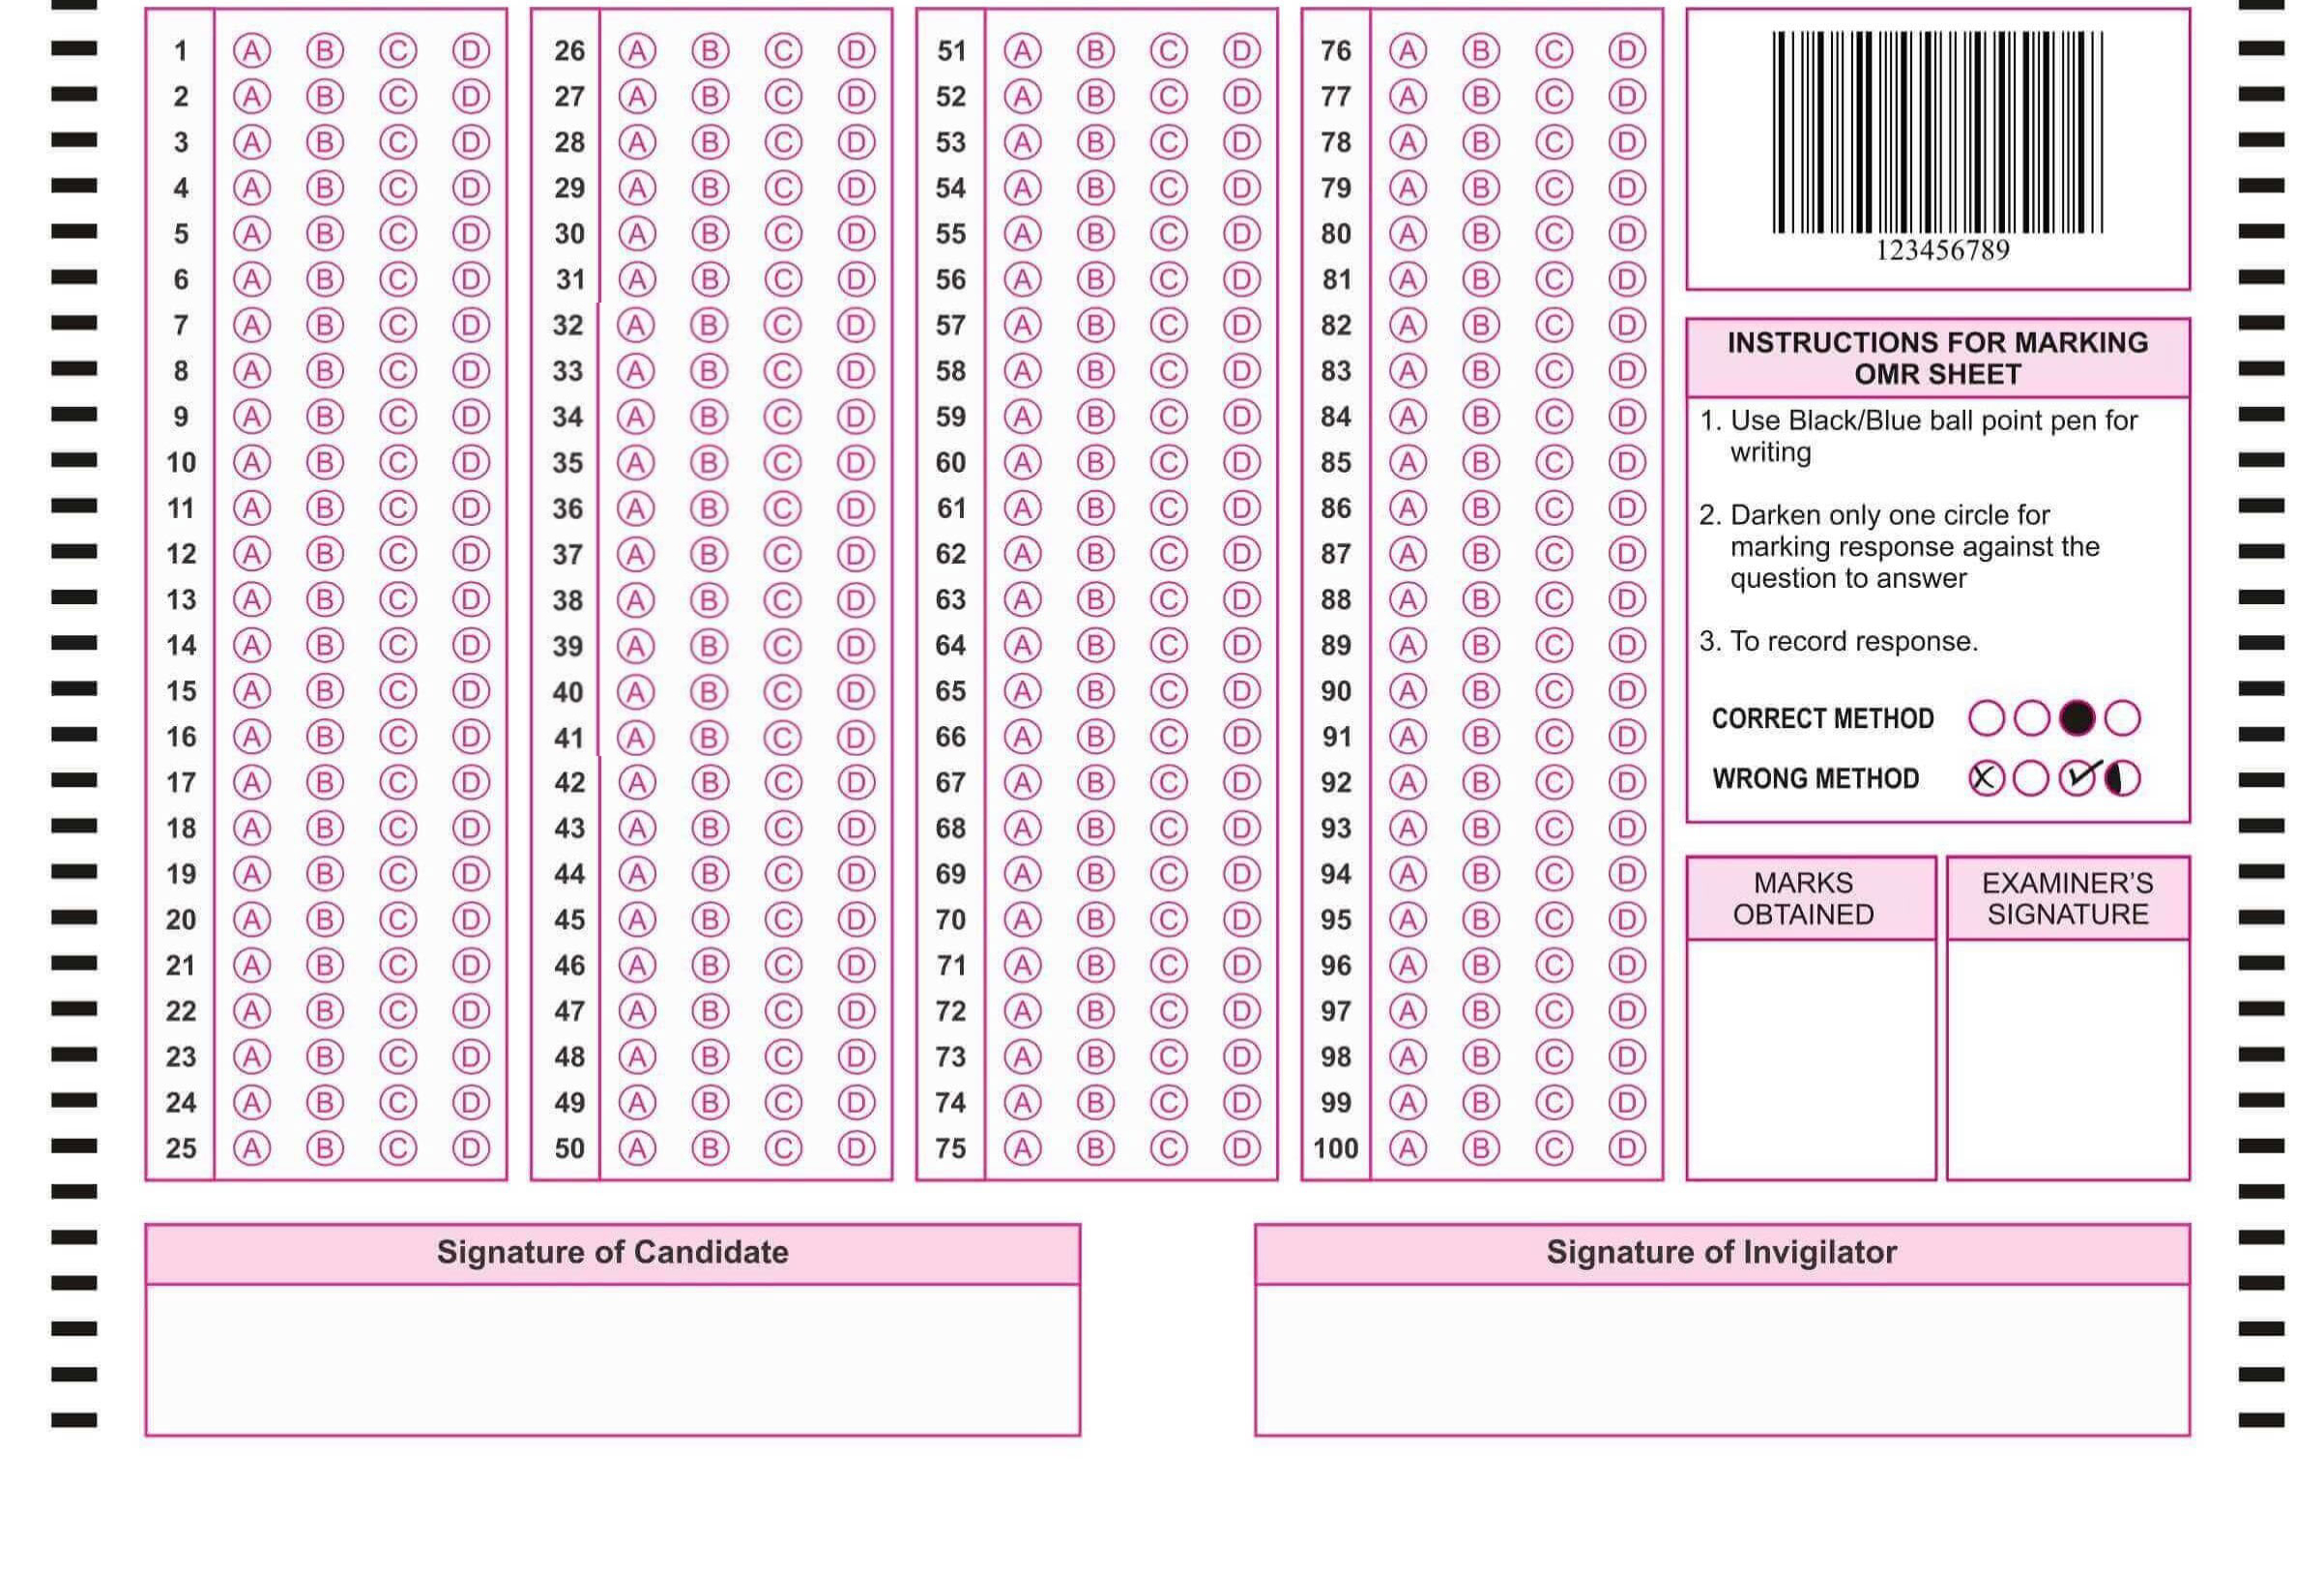 1 A B C D 26 A B C D 51 A B C D 76 A B C D
2 A B C D 27 A B C D 52 A B C D 77 A B C D
3 A B C D 28 A B C D 53 A B C D 78 A B C D
4 A B C D 29 A B C D 54 A B C D 79 A B C D
5 A B C D 30 A B C D 55 A B C D 80 A B C D
6 A B C D 31 A B C D 56 A B C D 81 A B C D
7 A B C D 32 A B C D 57 A B C D 82 A B C D
8 A B C D 33 A B C D 58 A B C D 83 A B C D
9 A B C D 34 A B C D 59 A B C D 84 A B C D
10 A B C D 35 A B C D 60 A B C D 85 A B C D
11 A B C D 36 A B C D 61 A B C D 86 A B C D
12 A B C D 37 A B C D 62 A B C D 87 A B C D
13 A B C D 38 A B C D 63 A B C D 88 A B C D
14 A B C D 39 A B C D 64 A B C D 89 A B C D
15 A B C D 40 A B C D 65 A B C D 90 A B C D
16 A B C D 41 A B C D 66 A B C D 91 A B C D
17 A B C D 42 A B C D 67 A B C D 92 A B C D
18 A B C D 43 A B C D 68 A B C D 93 A B C D
19 A B C D 44 A B C D 69 A B C D 94 A B C D
20 A B C D 45 A B C D 70 A B C D 95 A B C D
21 A B C D 46 A B C D 71 A B C D 96 A B C D
22 A B C D 47 A B C D 72 A B C D 97 A B C D
23 A B C D 48 A B C D 73 A B C D 98 A B C D
24 A B C D 49 A B C D 74 A B C D 99 A B C D
25 A B C D 50 A B C D 75 A B C D 100 A B C D
123456789
INSTRUCTIONS FOR MARKING
OMR SHEET
1. Use Black/Blue ball point pen for
writing
2. Darken only one circle for
marking response against the
question to answer
3. To record response.
CORRECT METHOD
WRONG METHOD
MARKS
OBTAINED
EXAMINER'S
SIGNATURE
Signature of Candidate
Signature of Invigilator